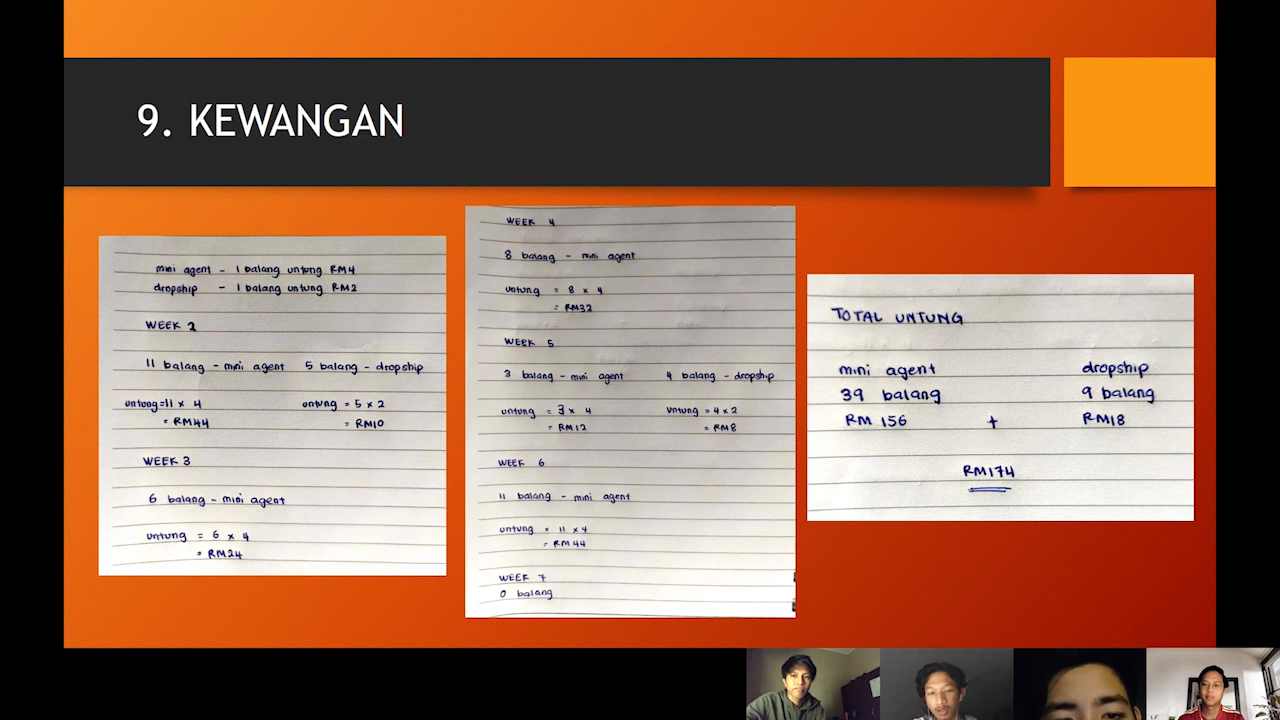 9. KEWANGAN
mini agent - 1 balang untung RM4
dropship - 1 balang untung RM2
WEEK 2
11 balang - mini agent 5 balang - dropship
untung = 11 x 4 untung = 5 x 2
= RM44 = RM10
WEEK 3
6 balang - mini agent
untung = 6 x 4
= RM24
WEEK 4
8 balang - mini agent
untung = 8 x 4
= RM32
WEEK 5
3 balang - mini agent 4 balang - dropship
untung = 3 x 4 untung = 4 x 2
= RM12 = RM8
WEEK 6
11 balang - mini agent
untung = 11 x 4
= RM44
WEEK 7
0 balang
TOTAL UNTUNG
mini agent dropship
39 balang 9 balang
RM 156 + RM18
RM174